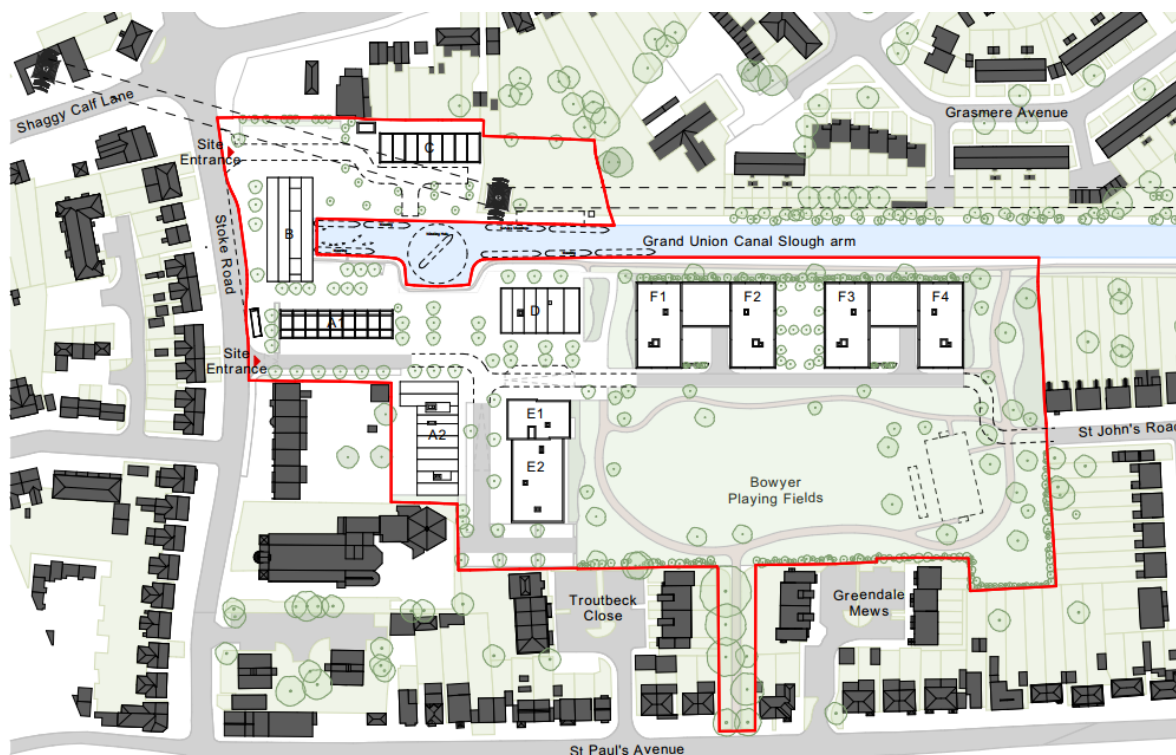 Shaggy Calf Lane
Site
Entrance
Grasmere Avenue
C
Stoke Road
B
Grand Union Canal Slough arm
F1
F2
F3
F4
D
A1
Site
Entrance
A2
E1
E2
St John's Road
Bowyer
Playing Fields
Troutbeck
Close
Greendale
Mews
St Paul's Avenue